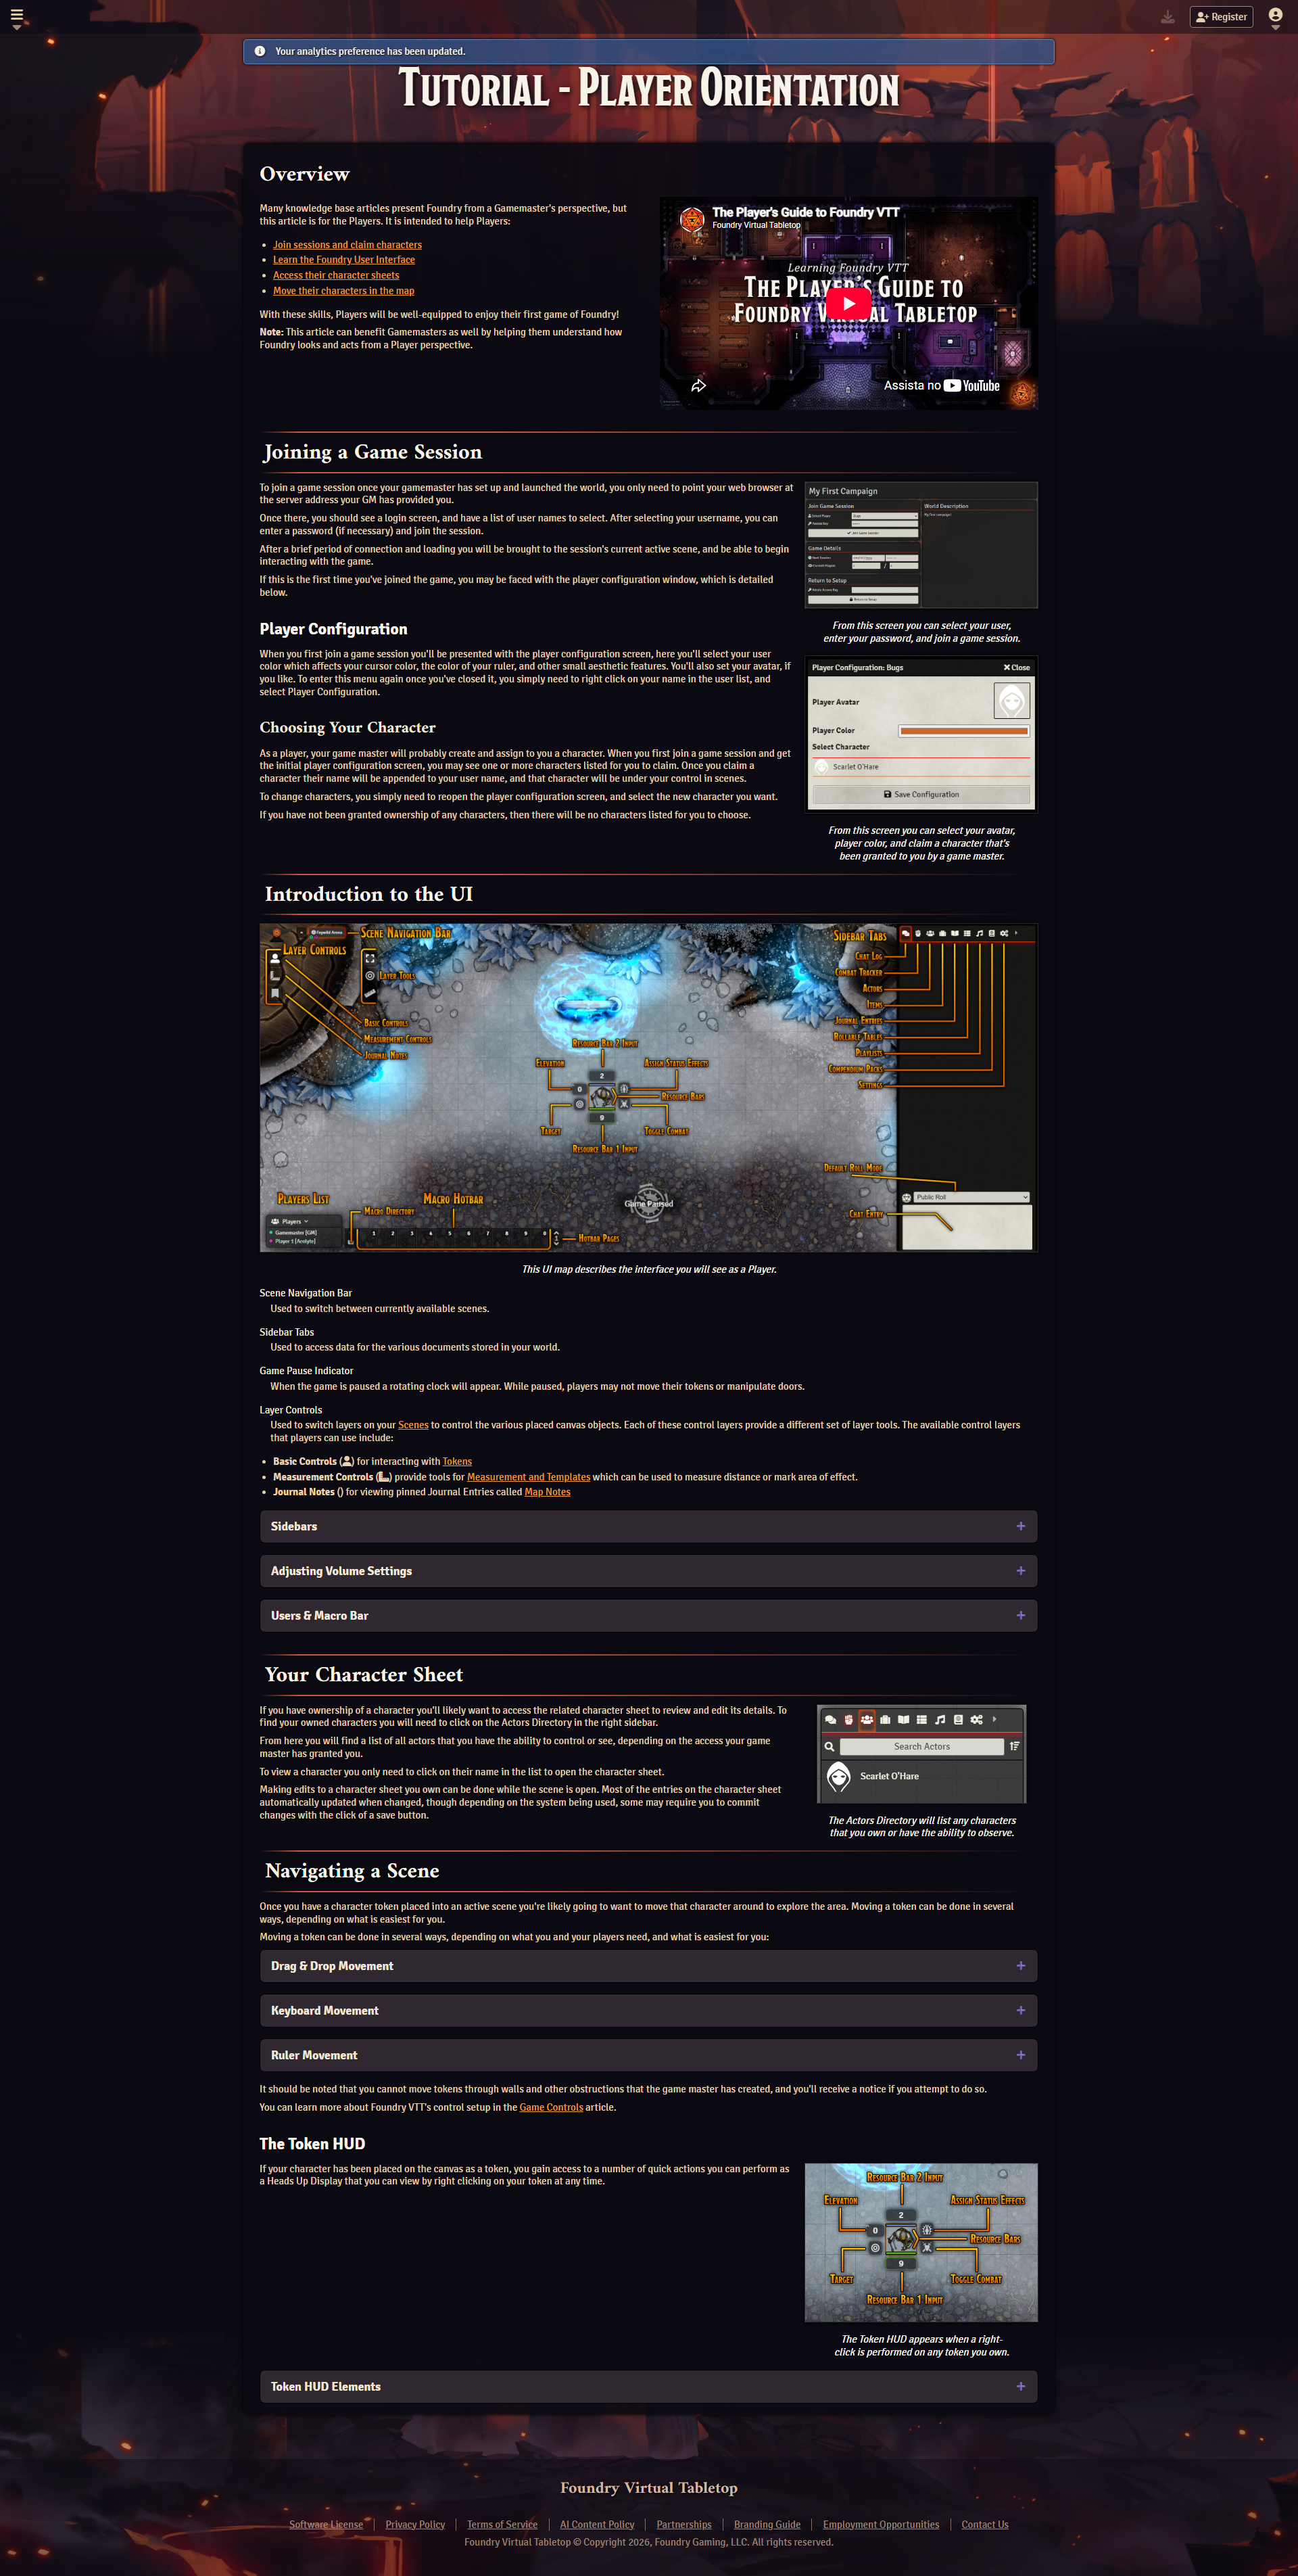 Register
Your analytics preference has been updated.
Tutorial - Player Orientation
Overview
Many knowledge base articles present Foundry from a Gamemaster's perspective, but
this article is for the Players. It is intended to help Players:
Join sessions and claim characters
Learn the Foundry User Interface
Access their character sheets
Move their characters in the map
With these skills, Players will be well-equipped to enjoy their first game of Foundry!
Note: This article can benefit Gamemasters as well by helping them understand how
Foundry looks and acts from a Player perspective.
The Player's Guide to Foundry VTT
Foundry Virtual Tabletop
Learning Foundry VTT
The Player's Guide to
Foundry Virtual Tabletop
Assista no YouTube
Joining a Game Session
To join a game session once your gamemaster has set up and launched the world, you only need to point your web browser at
the server address your GM has provided you.
Once there, you should see a login screen, and have a list of user names to select. After selecting your username, you can
enter a password (if necessary) and join the session.
After a brief period of connection and loading you will be brought to the session's current active scene, and be able to begin
interacting with the game.
If this is the first time you've joined the game, you may be faced with the player configuration window, which is detailed
below.
My First Campaign
Join Game Session
World Description
Game Details
Return to Setup
From this screen you can select your user,
enter your password, and join a game session.
Player Configuration
When you first join a game session you'll be presented with the player configuration screen, here you'll select your user
color which affects your cursor color, the color of your ruler, and other small aesthetic features. You'll also set your avatar, if
you like. To enter this menu again once you've closed it, you simply need to right click on your name in the user list, and
select Player Configuration.
Choosing Your Character
As a player, your game master will probably create and assign to you a character. When you first join a game session and get
the initial player configuration screen, you may see one or more characters listed for you to claim. Once you claim a
character their name will be appended to your user name, and that character will be under your control in scenes.
To change characters, you simply need to reopen the player configuration screen, and select the new character you want.
If you have not been granted ownership of any characters, then there will be no characters listed for you to choose.
Player Configuration: Bugs
Close
Player Avatar
Player Color
Select Character
Scarlet O'Hare
Save Configuration
From this screen you can select your avatar,
player color, and claim a character that's
been granted to you by a game master.
Introduction to the UI
Scene Navigation Bar
Layer Controls
Layer Tools
Basic Controls
Measurement Controls
Journal Notes
Resource Bar 2 Input
Elevation
Assign Status Effects
2
0
Resource Bars
9
Target
Toggle Combat
Resource Bar 1 Input
Sidebar Tabs
Chat Log
Combat Tracker
Actors
Items
Journal Entries
Rollable Tables
Playlists
Compendium Packs
Settings
Default Roll Mode
Public Roll
Chat Entry
Game Paused
Players List
Macro Hotbar
Macro Directory
Players
Gamemaster [GM]
Player 1 [Acolyte]
1 2 3 4 5 6 7 8 9 0
Hotbar Pages
This UI map describes the interface you will see as a Player.
Scene Navigation Bar
Used to switch between currently available scenes.
Sidebar Tabs
Used to access data for the various documents stored in your world.
Game Pause Indicator
When the game is paused a rotating clock will appear. While paused, players may not move their tokens or manipulate doors.
Layer Controls
Used to switch layers on your Scenes to control the various placed canvas objects. Each of these control layers provide a different set of layer tools. The available control layers
that players can use include:
Basic Controls () for interacting with Tokens
Measurement Controls () provide tools for Measurement and Templates which can be used to measure distance or mark area of effect.
Journal Notes () for viewing pinned Journal Entries called Map Notes
Sidebars
Adjusting Volume Settings
Users & Macro Bar
Your Character Sheet
If you have ownership of a character you'll likely want to access the related character sheet to review and edit its details. To
find your owned characters you will need to click on the Actors Directory in the right sidebar.
From here you will find a list of all actors that you have the ability to control or see, depending on the access your game
master has granted you.
To view a character you only need to click on their name in the list to open the character sheet.
Making edits to a character sheet you own can be done while the scene is open. Most of the entries on the character sheet
automatically updated when changed, though depending on the system being used, some may require you to commit
changes with the click of a save button.
Search Actors
Scarlet O'Hare
The Actors Directory will list any characters
that you own or have the ability to observe.
Navigating a Scene
Once you have a character token placed into an active scene you're likely going to want to move that character around to explore the area. Moving a token can be done in several
ways, depending on what is easiest for you.
Moving a token can be done in several ways, depending on what you and your players need, and what is easiest for you:
Drag & Drop Movement
Keyboard Movement
Ruler Movement
It should be noted that you cannot move tokens through walls and other obstructions that the game master has created, and you'll receive a notice if you attempt to do so.
You can learn more about Foundry VTT's control setup in the Game Controls article.
The Token HUD
If your character has been placed on the canvas as a token, you gain access to a number of quick actions you can perform as
a Heads Up Display that you can view by right clicking on your token at any time.
Resource Bar 2 Input
Elevation
Assign Status Effects
2
0
Resource Bars
9
Target
Toggle Combat
Resource Bar 1 Input
The Token HUD appears when a right-
click is performed on any token you own.
Token HUD Elements
Foundry Virtual Tabletop
Software License
Privacy Policy
Terms of Service
AI Content Policy
Partnerships
Branding Guide
Employment Opportunities
Contact Us
Foundry Virtual Tabletop © Copyright 2026, Foundry Gaming, LLC. All rights reserved.